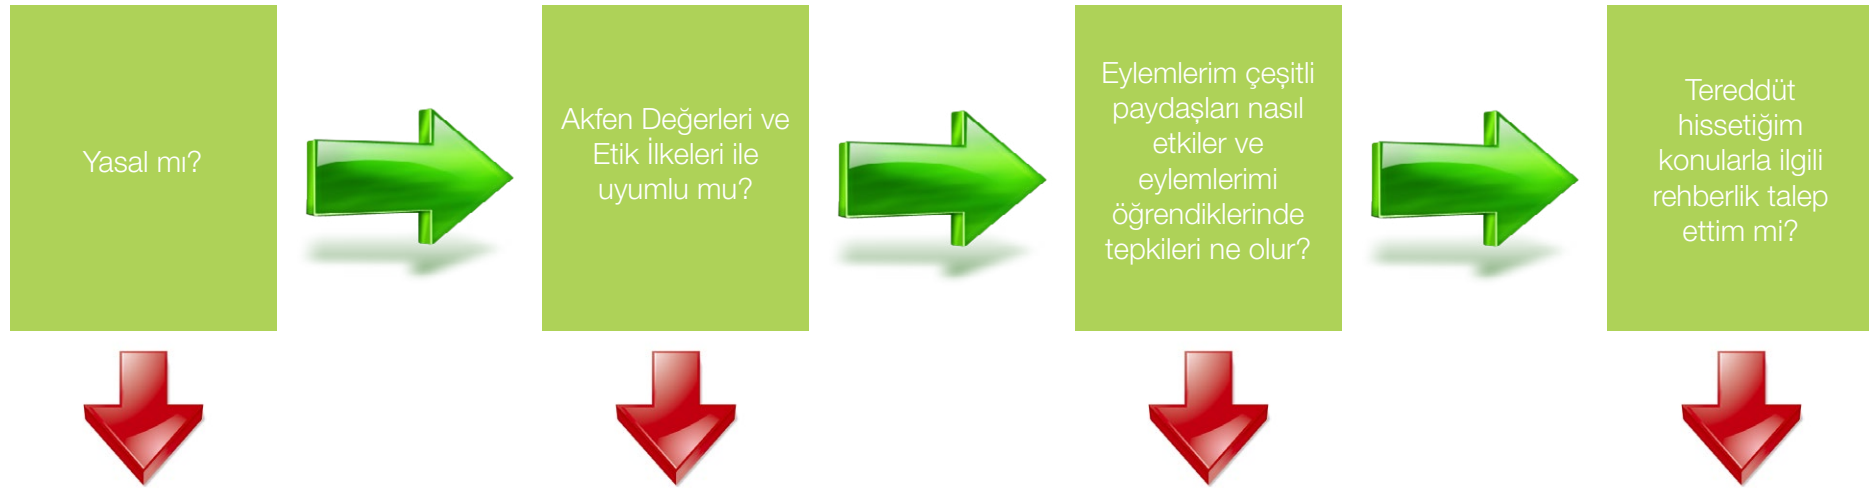 Yasal mı?
Akfen Değerleri ve
Etik İlkeleri ile
uyumlu mu?
Eylemlerim çeşitli
paydaşları nasıl
etkiler ve
eylemlerimi
öğrendiklerinde
tepkileri ne olur?
Tereddüt
hissetiğim
konularla ilgili
rehberlik talep
ettim mi?